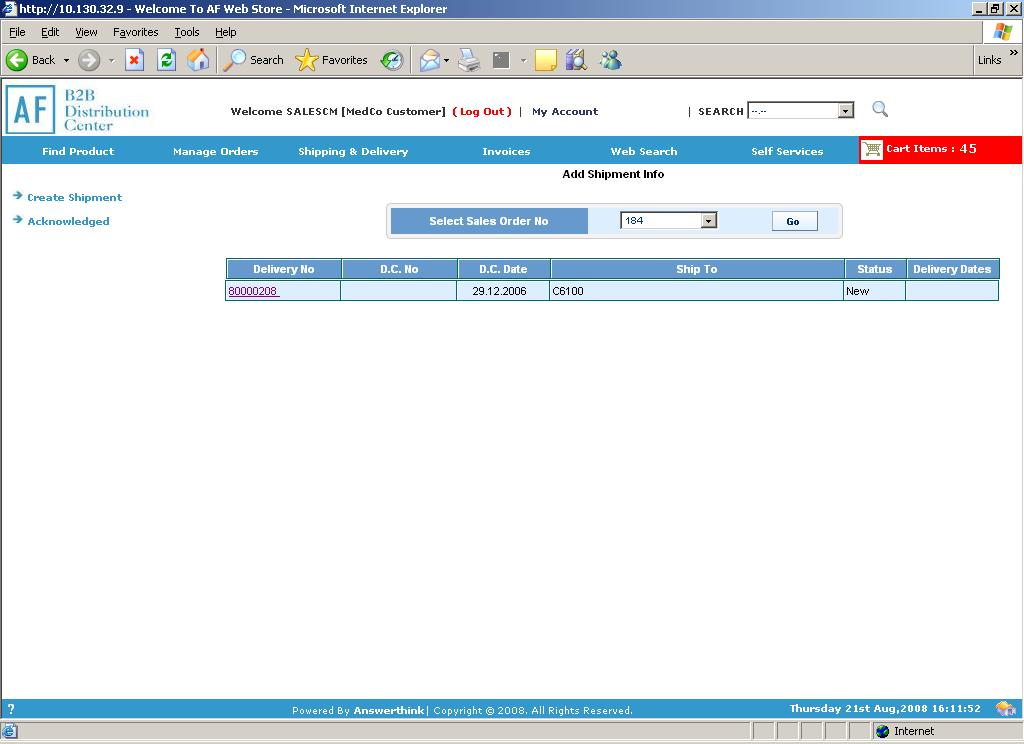 http://10.130.32.9 - Welcome To AF Web Store - Microsoft Internet Explorer
File Edit View Favorites Tools Help
Back Search Favorites Links »
AF B2B Distribution Center
Welcome SALESCM [MedCo Customer] ( Log Out ) | My Account | SEARCH --.--
Find Product Manage Orders Shipping & Delivery Invoices Web Search Self Services Cart Items : 45
Add Shipment Info
Create Shipment
Acknowledged
Select Sales Order No 184 Go
Delivery No D.C. No D.C. Date Ship To Status Delivery Dates
80000208 29.12.2006 C6100 New
? Powered By Answerthink | Copyright © 2008. All Rights Reserved. Thursday 21st Aug,2008 16:11:52
Internet